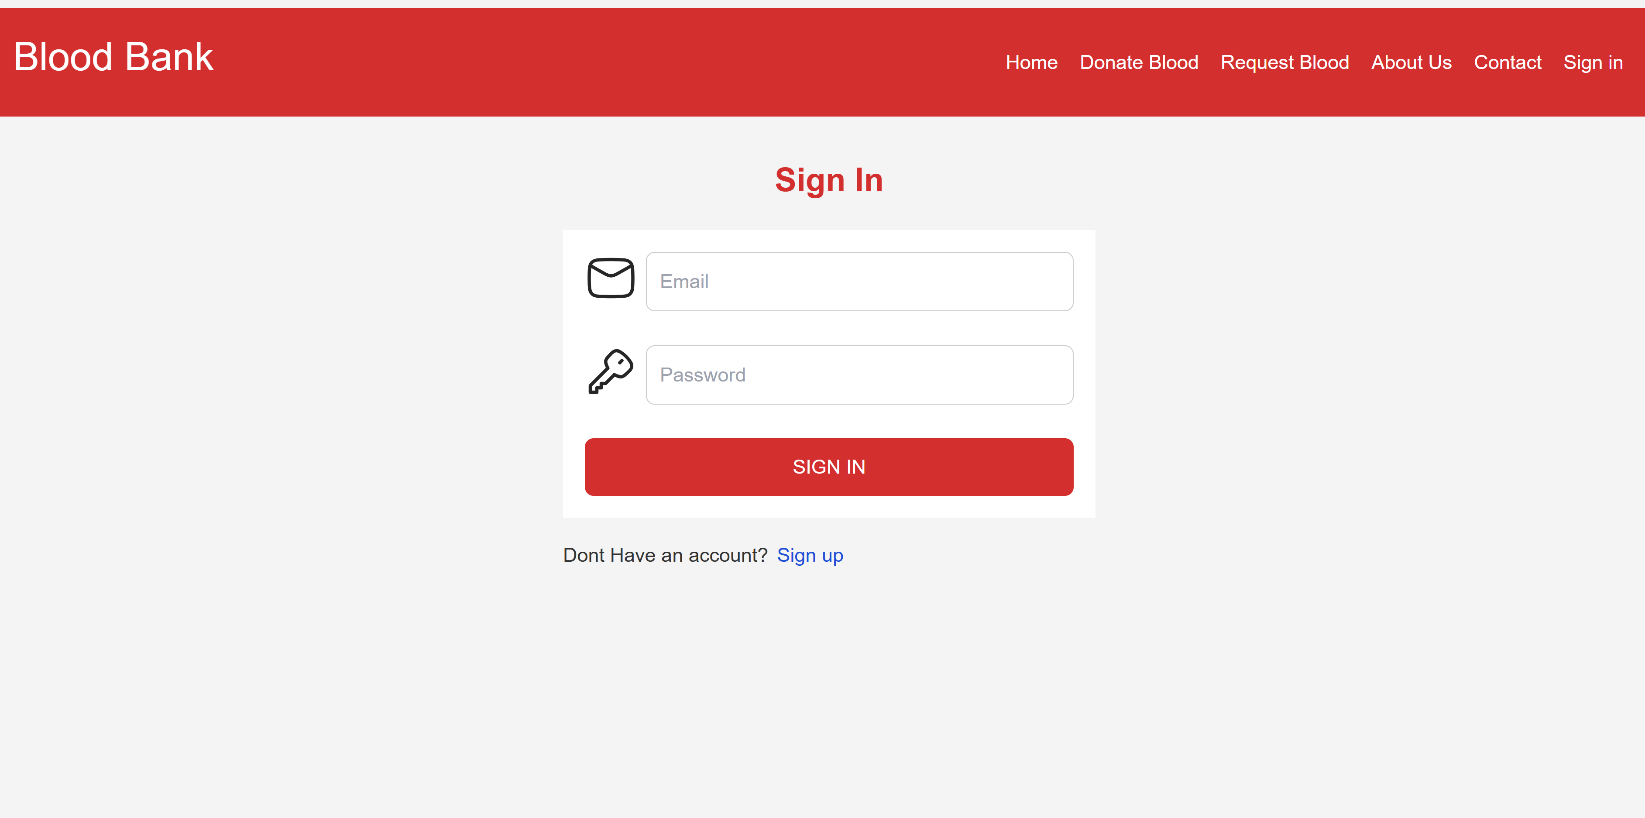 Blood Bank
Home Donate Blood Request Blood About Us Contact Sign in
Sign In
Email
Password
SIGN IN
Dont Have an account? Sign up